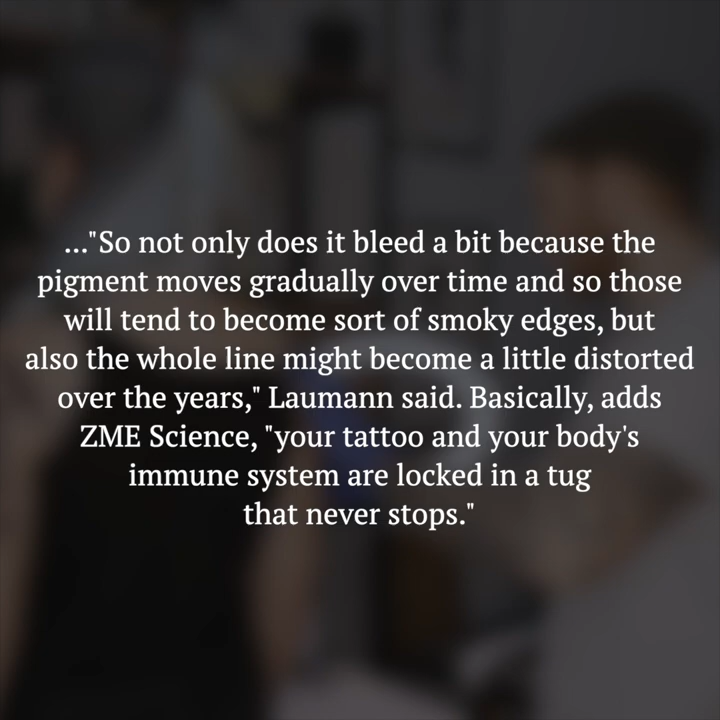 ..."So not only does it bleed a bit because the
pigment moves gradually over time and so those
will tend to become sort of smoky edges, but
also the whole line might become a little distorted
over the years," Laumann said. Basically, adds
ZME Science, "your tattoo and your body's
immune system are locked in a tug
that never stops."